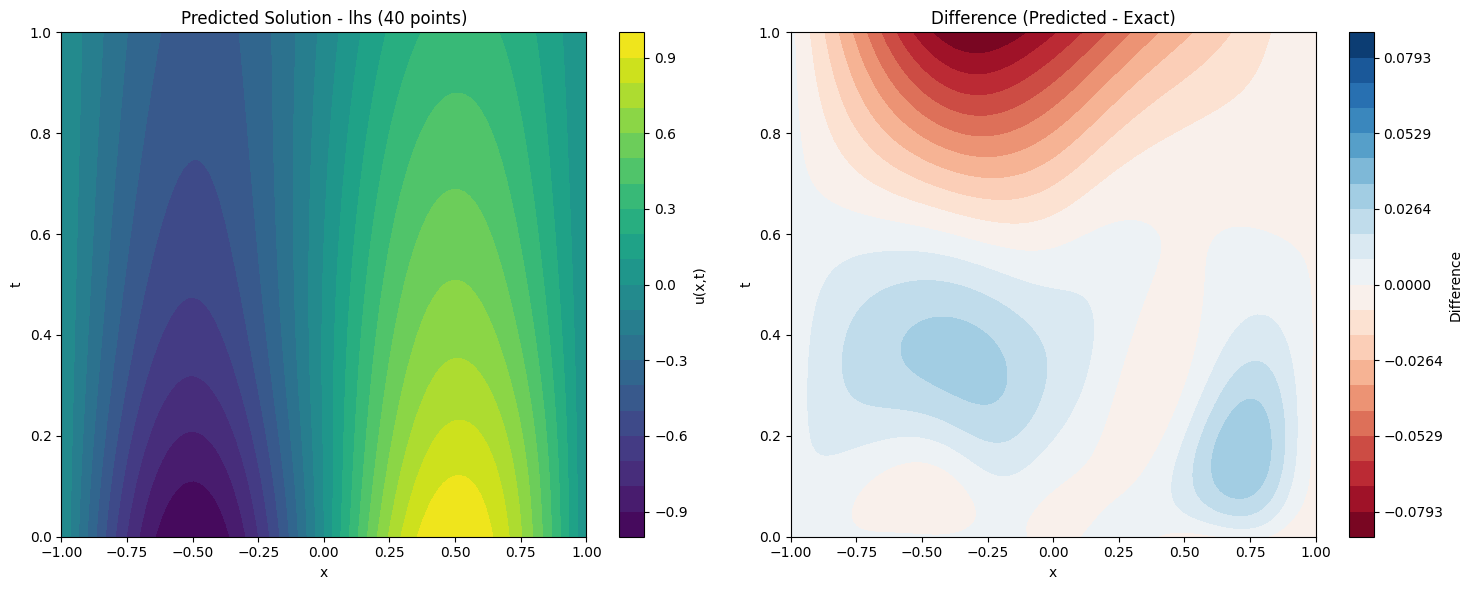 Predicted Solution - lhs (40 points)
1.0
0.8
0.6
0.4
0.2
0.0
t
−1.00 −0.75 −0.50 −0.25 0.00 0.25 0.50 0.75 1.00
x
0.9
0.6
0.3
0.0
−0.3
−0.6
−0.9
u(x,t)
Difference (Predicted - Exact)
1.0
0.8
0.6
0.4
0.2
0.0
t
−1.00 −0.75 −0.50 −0.25 0.00 0.25 0.50 0.75 1.00
x
0.0793
0.0529
0.0264
0.0000
−0.0264
−0.0529
−0.0793
Difference